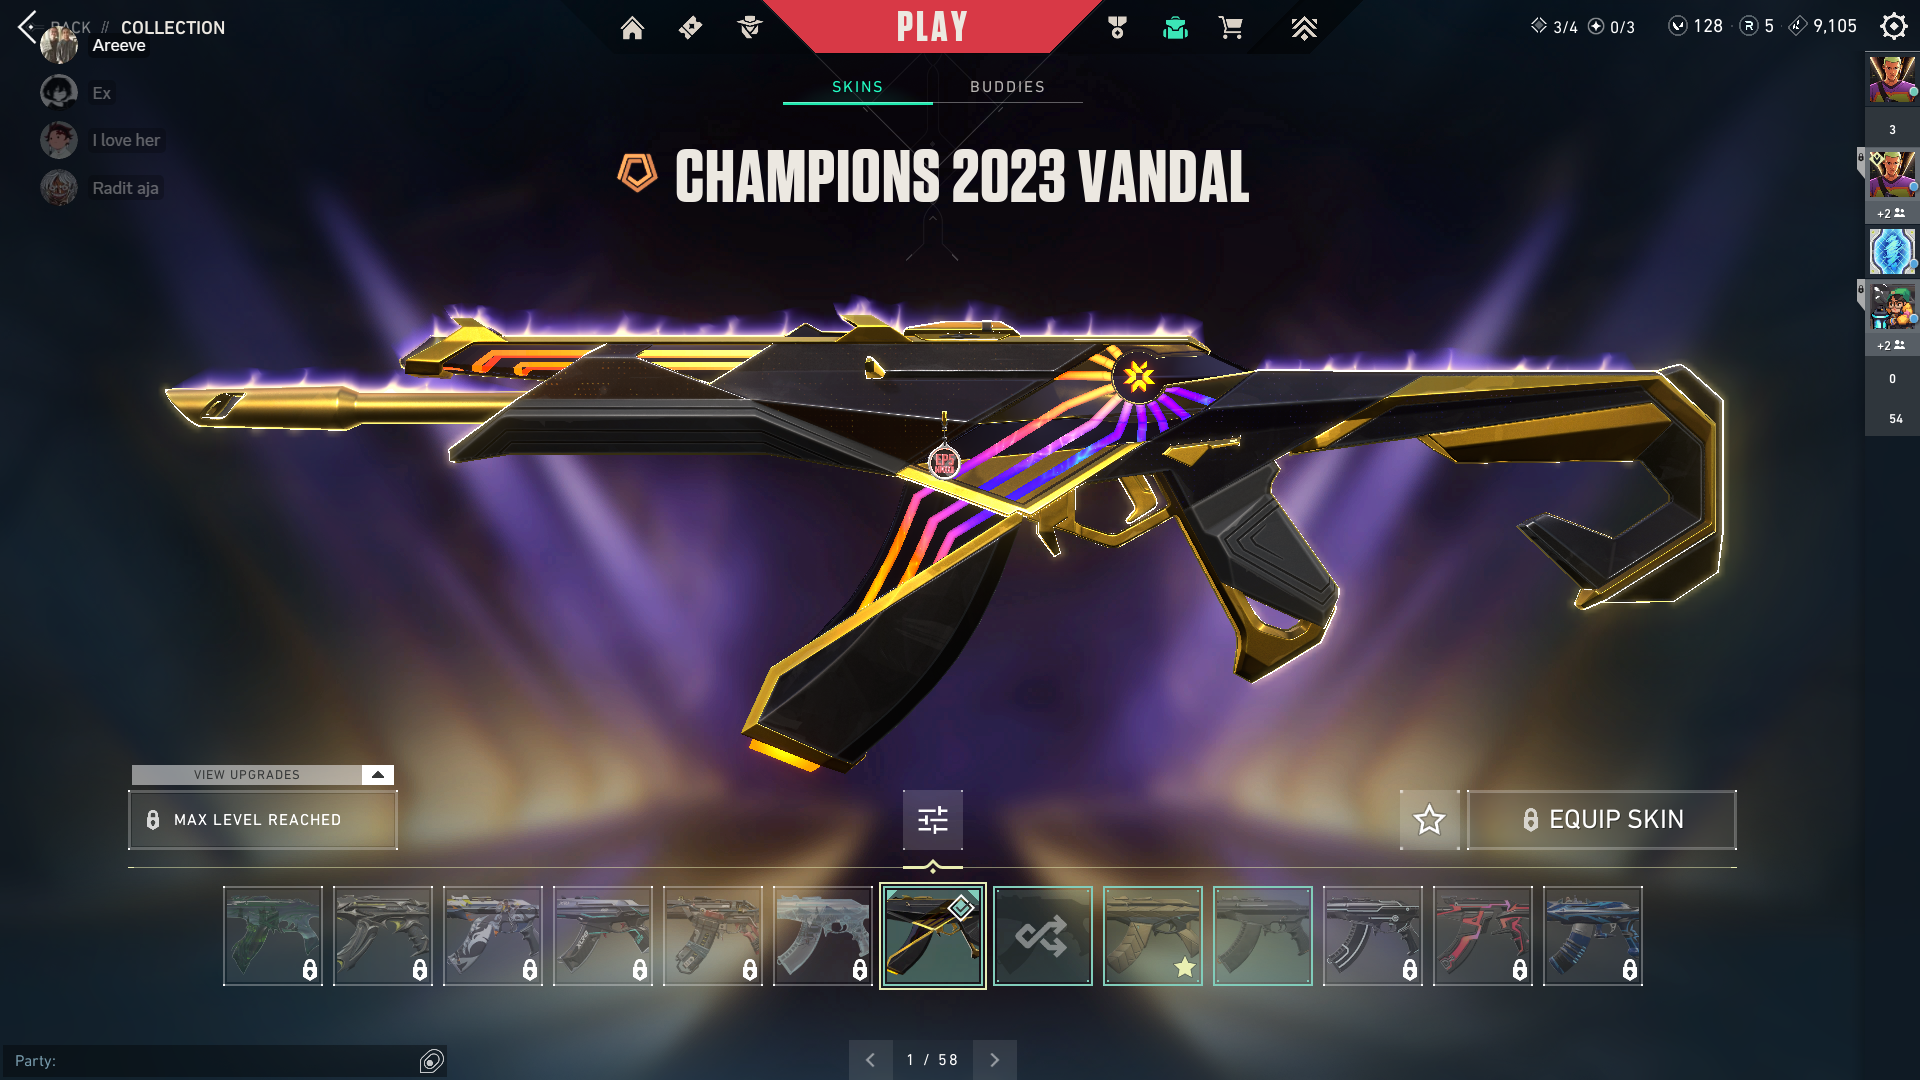 BACK // COLLECTION
Areeve
Ex
I love her
Radit aja
PLAY
3/4
0/3
128
R 5
9,105
SKINS
BUDDIES
CHAMPIONS 2023 VANDAL
3
+2
+2
0
54
EP5
VIEW UPGRADES
MAX LEVEL REACHED
EQUIP SKIN
Party:
1 / 58